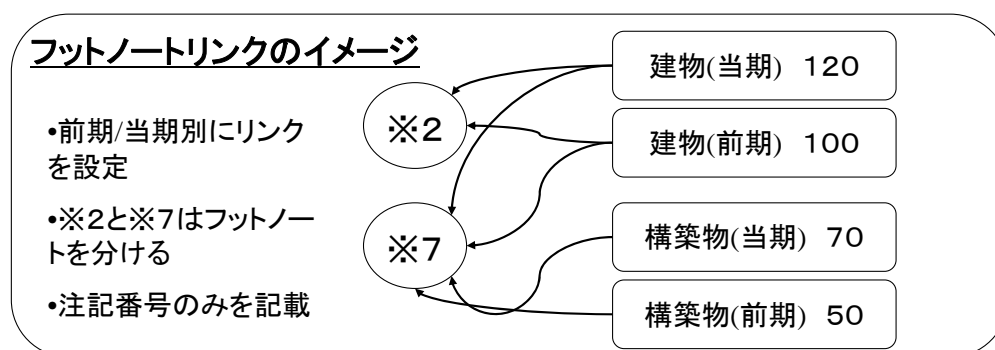 フットノートリンクのイメージ
•前期/当期別にリンク
を設定
•※2と※7はフットノー
トを分ける
•注記番号のみを記載
※2
※7
建物(当期) 120
建物(前期) 100
構築物(当期) 70
構築物(前期) 50